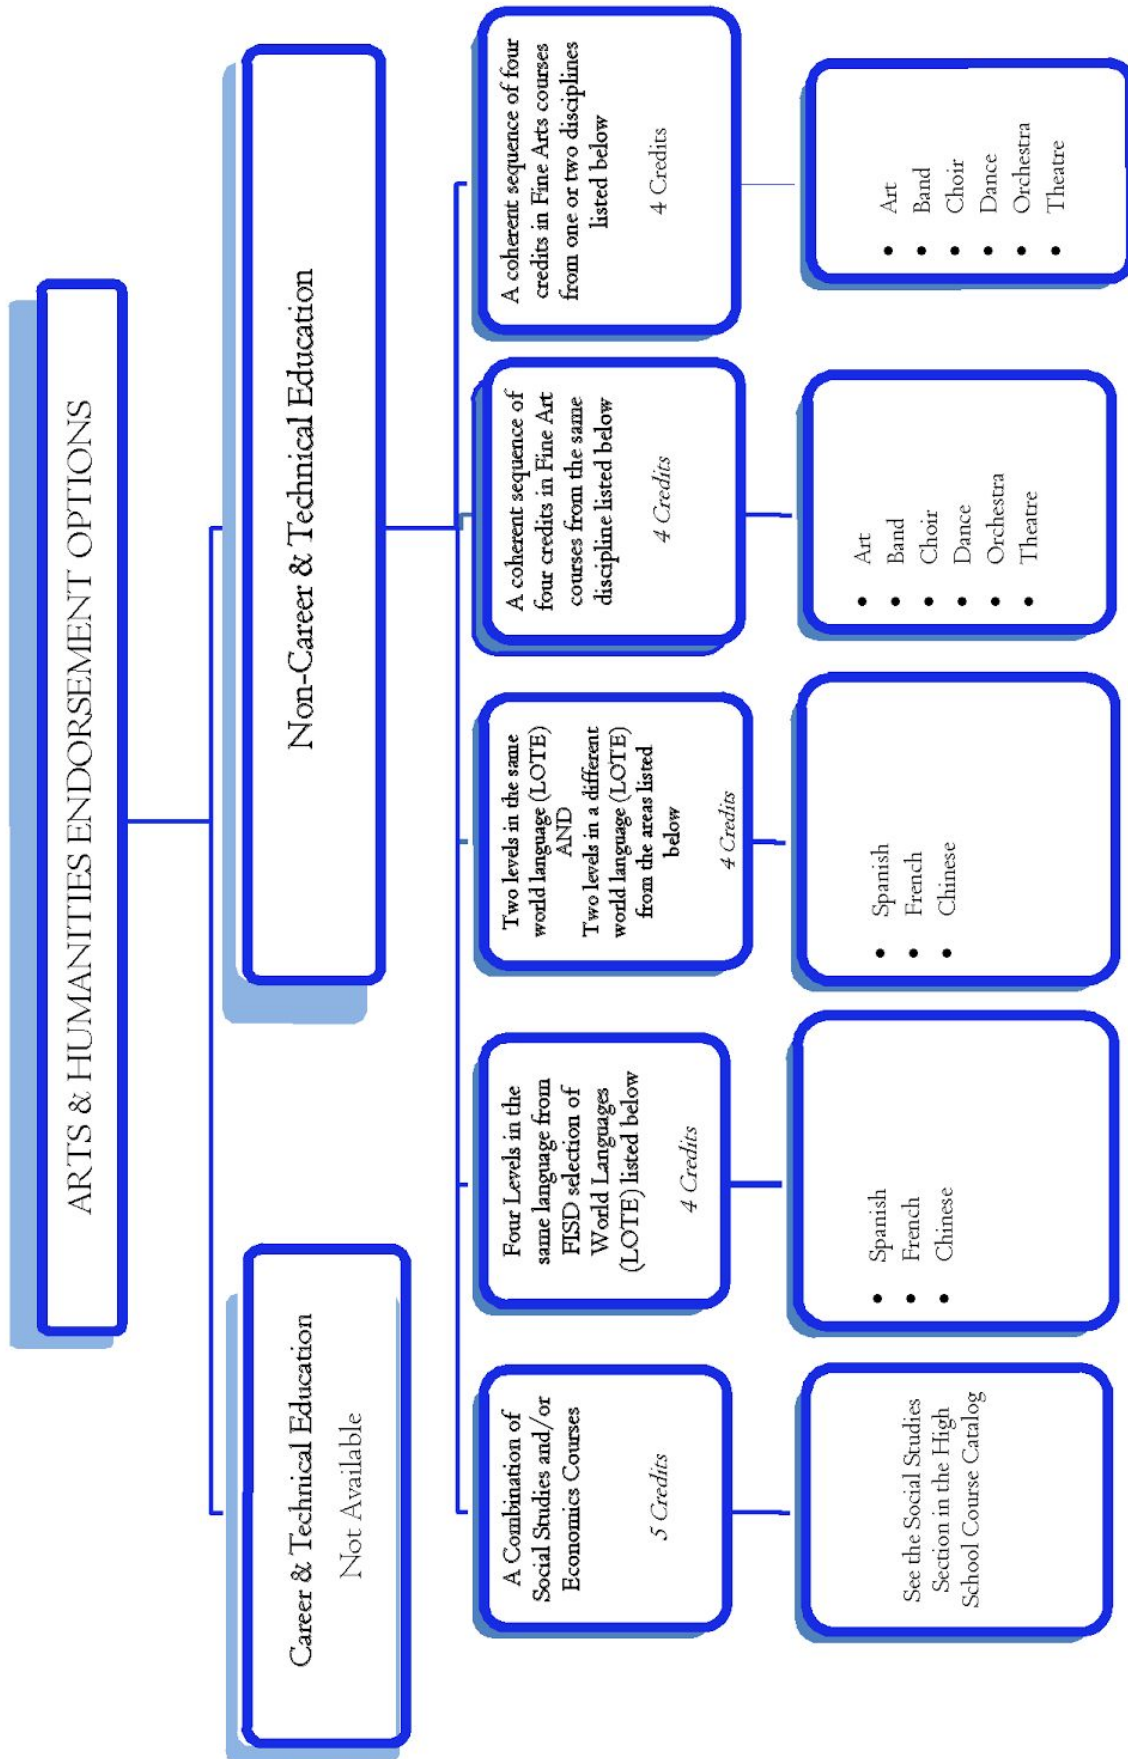 ARTS & HUMANITIES ENDORSEMENT OPTIONS
Career & Technical Education
Not Available
Non-Career & Technical Education
A Combination of
Social Studies and/or
Economics Courses
5 Credits
Four Levels in the
same language from
FISD selection of
World Languages
(LOTE) listed below
4 Credits
Two levels in the same
world language (LOTE)
AND
Two levels in a different
world language (LOTE)
from the areas listed
below
4 Credits
A coherent sequence of
four credits in Fine Art
courses from the same
discipline listed below
4 Credits
A coherent sequence of four
credits in Fine Arts courses
from one or two disciplines
listed below
4 Credits
See the Social Studies
Section in the High
School Course Catalog
• Spanish
• French
• Chinese
• Spanish
• French
• Chinese
• Art
• Band
• Choir
• Dance
• Orchestra
• Theatre
• Art
• Band
• Choir
• Dance
• Orchestra
• Theatre